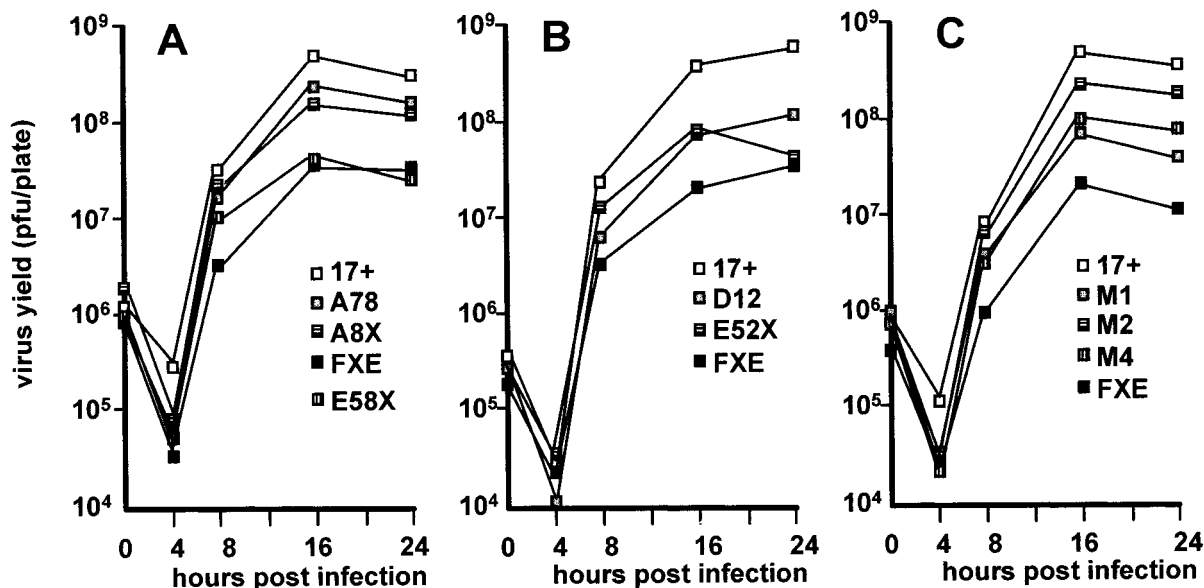 A
virus yield (pfu/plate)
10⁹
10⁸
10⁷
10⁶
10⁵
10⁴
17+
A78
A8X
FXE
E58X
0 4 8 16 24
hours post infection
B
10⁹
10⁸
10⁷
10⁶
10⁵
10⁴
17+
D12
E52X
FXE
0 4 8 16 24
hours post infection
C
10⁹
10⁸
10⁷
10⁶
10⁵
10⁴
17+
M1
M2
M4
FXE
0 4 8 16 24
hours post infection